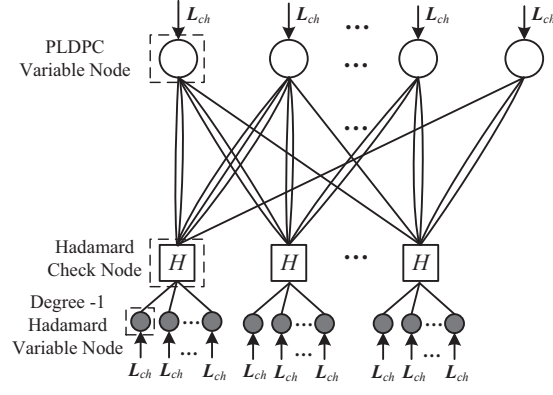 L_ch L_ch L_ch L_ch
...
PLDPC
Variable Node
...
...
Hadamard
Check Node
H H H ...
Degree -1
Hadamard
Variable Node
... ... ...
... ... ...
L_ch L_ch L_ch L_ch L_ch L_ch L_ch L_ch L_ch